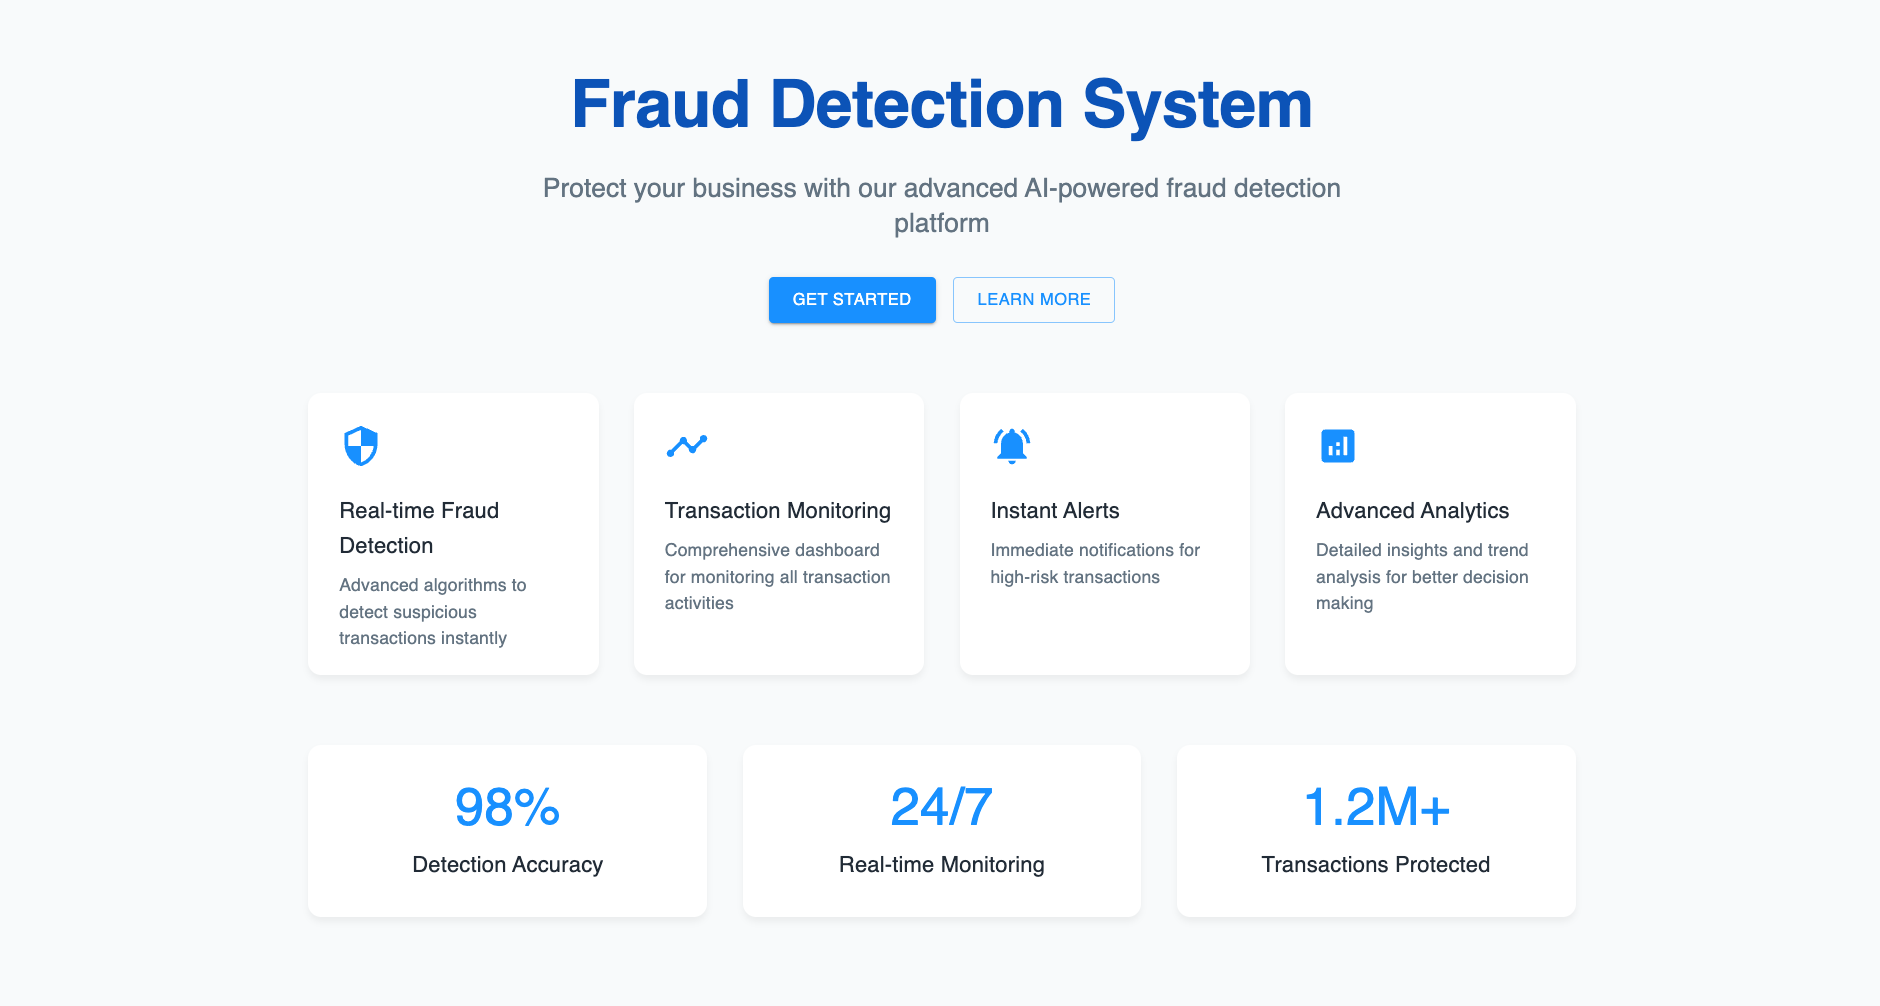 Fraud Detection System
Protect your business with our advanced AI-powered fraud detection
platform
GET STARTED
LEARN MORE
Real-time Fraud
Detection
Advanced algorithms to
detect suspicious
transactions instantly
Transaction Monitoring
Comprehensive dashboard
for monitoring all transaction
activities
Instant Alerts
Immediate notifications for
high-risk transactions
Advanced Analytics
Detailed insights and trend
analysis for better decision
making
98%
Detection Accuracy
24/7
Real-time Monitoring
1.2M+
Transactions Protected